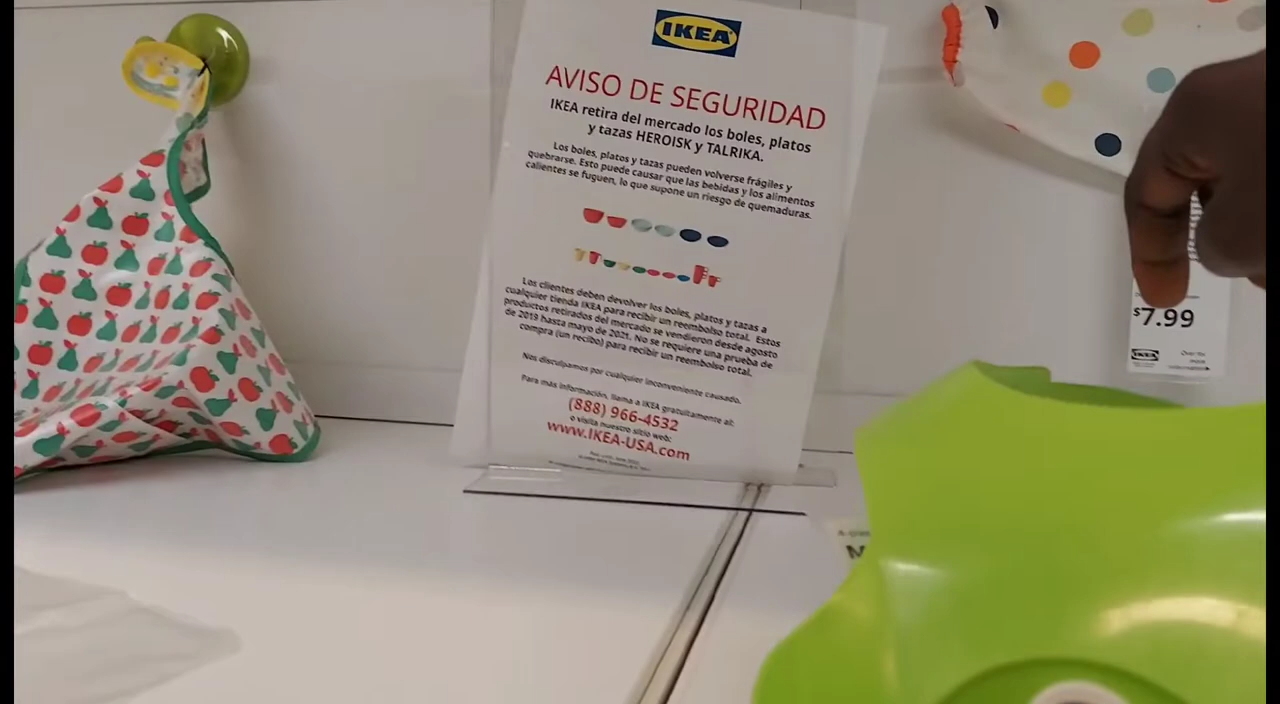 IKEA
AVISO DE SEGURIDAD
IKEA retira del mercado los boles, platos
y tazas HEROISK y TALRIKA.
Los boles, platos y tazas pueden volverse frágiles y
quebrarse. Esto puede causar que las bebidas y los alimentos
calientes se fuguen, lo que supone un riesgo de quemaduras.
Los clientes deben devolver los boles, platos y tazas a
cualquier tienda IKEA para recibir un reembolso total. Estos
productos retirados del mercado se vendieron desde agosto
de 2019 hasta mayo de 2021. No se requiere una prueba de
compra (un recibo) para recibir un reembolso total.
Nos disculpamos por cualquier inconveniente causado.
Para más información, llama a IKEA gratuitamente al:
(888) 966-4532
o visita nuestro sitio web:
www.IKEA-USA.com
$7.99
IKEA